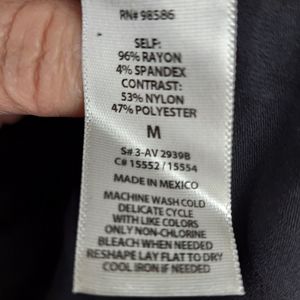 RN# 98586
SELF:
96% RAYON
4% SPANDEX
CONTRAST:
53% NYLON
47% POLYESTER
M
S# 3-AV 2939B
C# 15552 / 15554
MADE IN MEXICO
MACHINE WASH COLD
DELICATE CYCLE
WITH LIKE COLORS
ONLY NON-CHLORINE
BLEACH WHEN NEEDED
RESHAPE LAY FLAT TO DRY
COOL IRON IF NEEDED